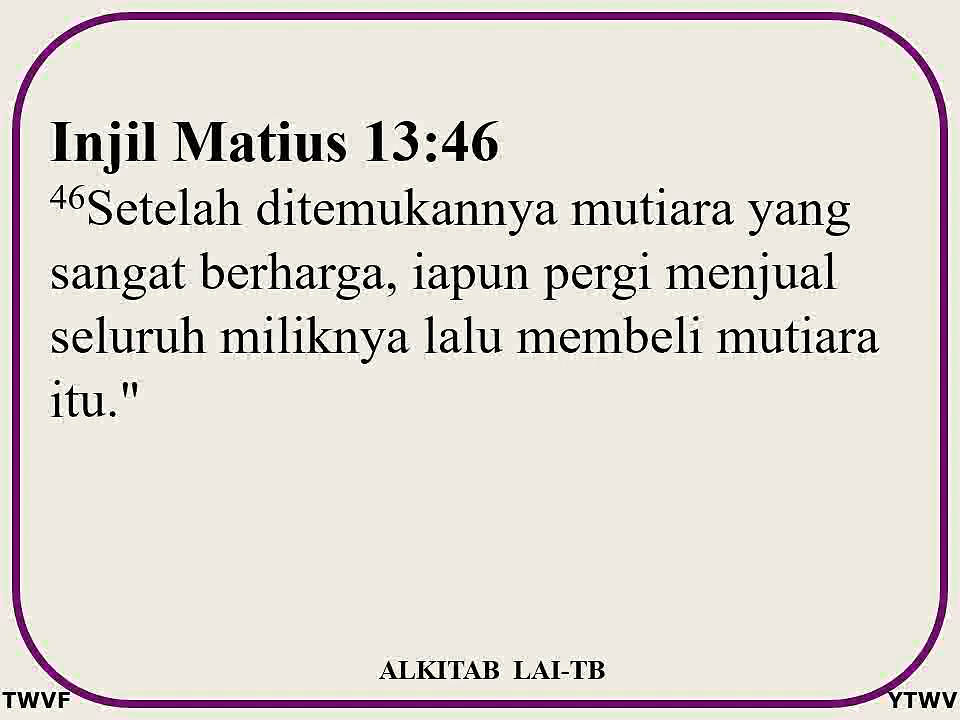 Injil Matius 13:46
46Setelah ditemukannya mutiara yang
sangat berharga, iapun pergi menjual
seluruh miliknya lalu membeli mutiara
itu."
ALKITAB LAI-TB
TWVF
YTWV